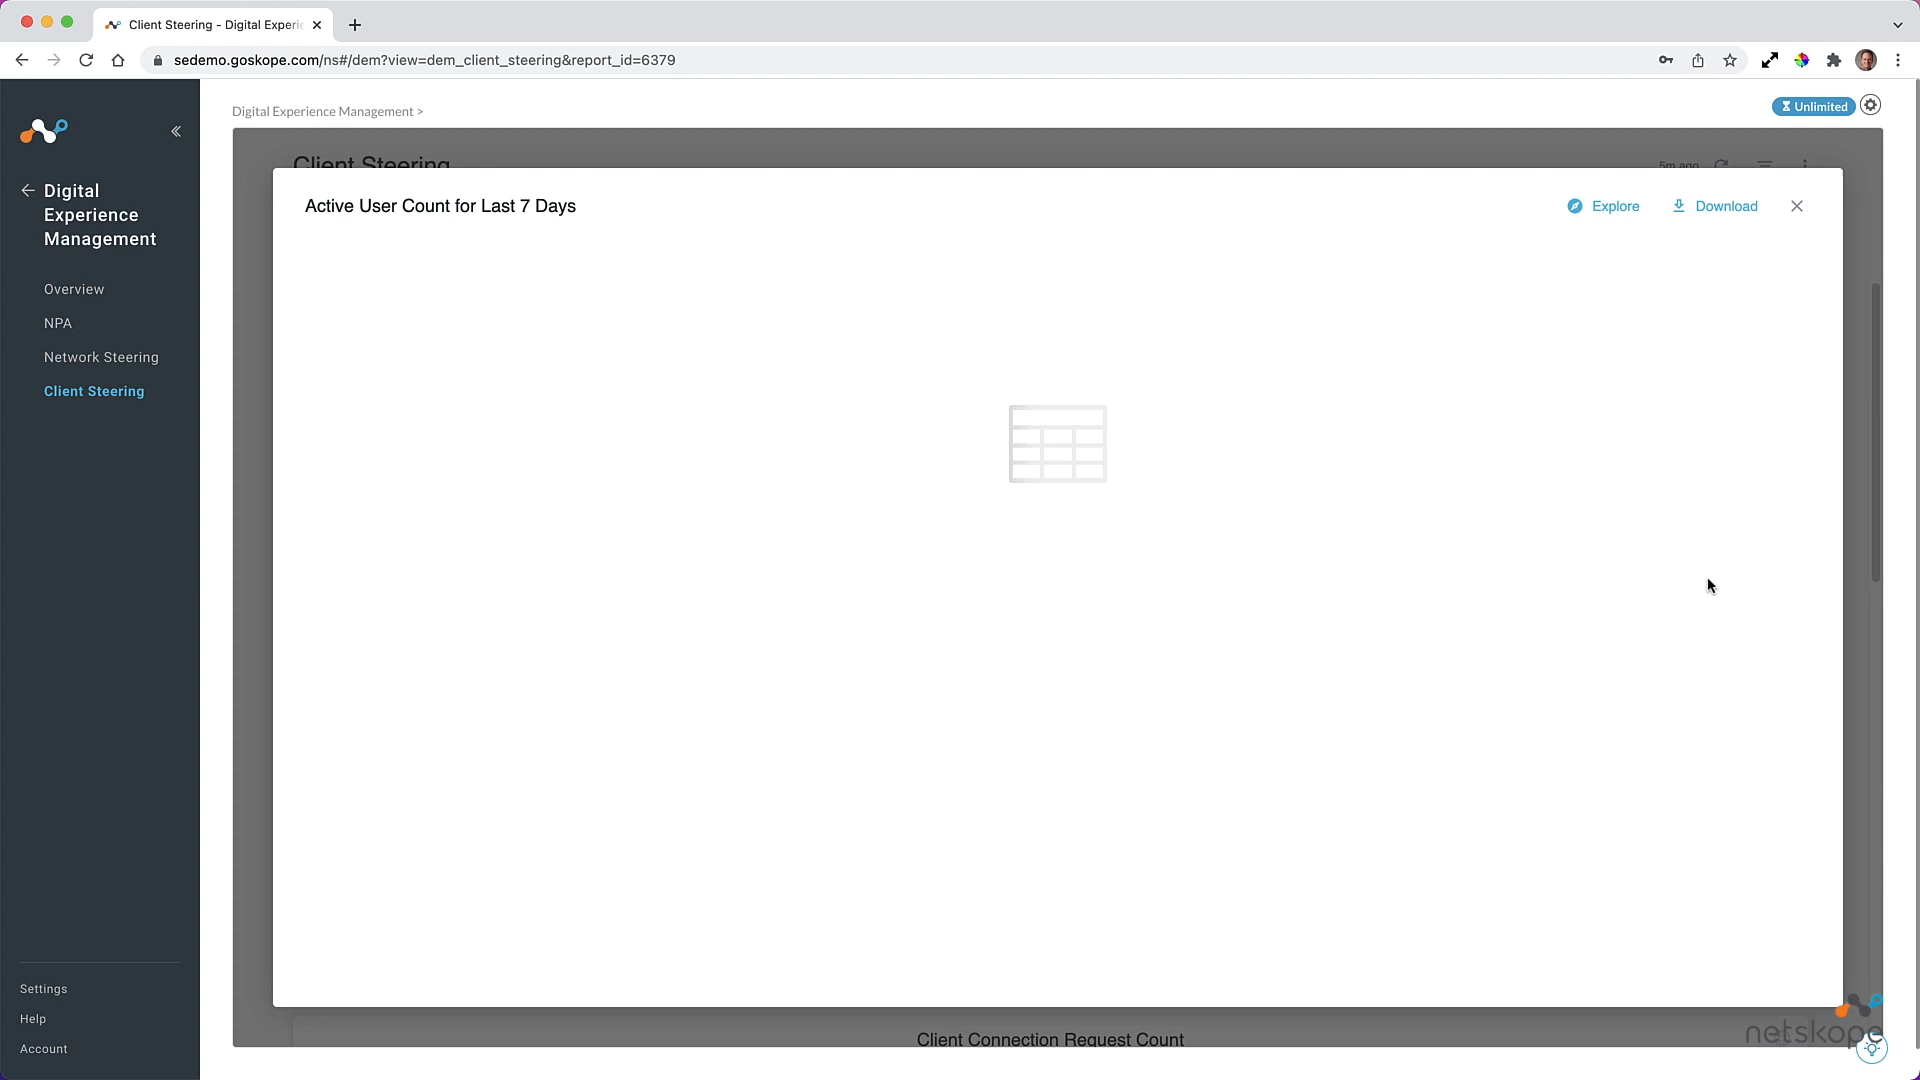 Client Steering - Digital Experie
sedemo.goskope.com/ns#/dem?view=dem_client_steering&report_id=6379
Digital Experience Management >
Unlimited
Digital
Experience
Management
Overview
NPA
Network Steering
Client Steering
Settings
Help
Account
Client Steering
5m ago
Active User Count for Last 7 Days
Explore
Download
Client Connection Request Count
netskope